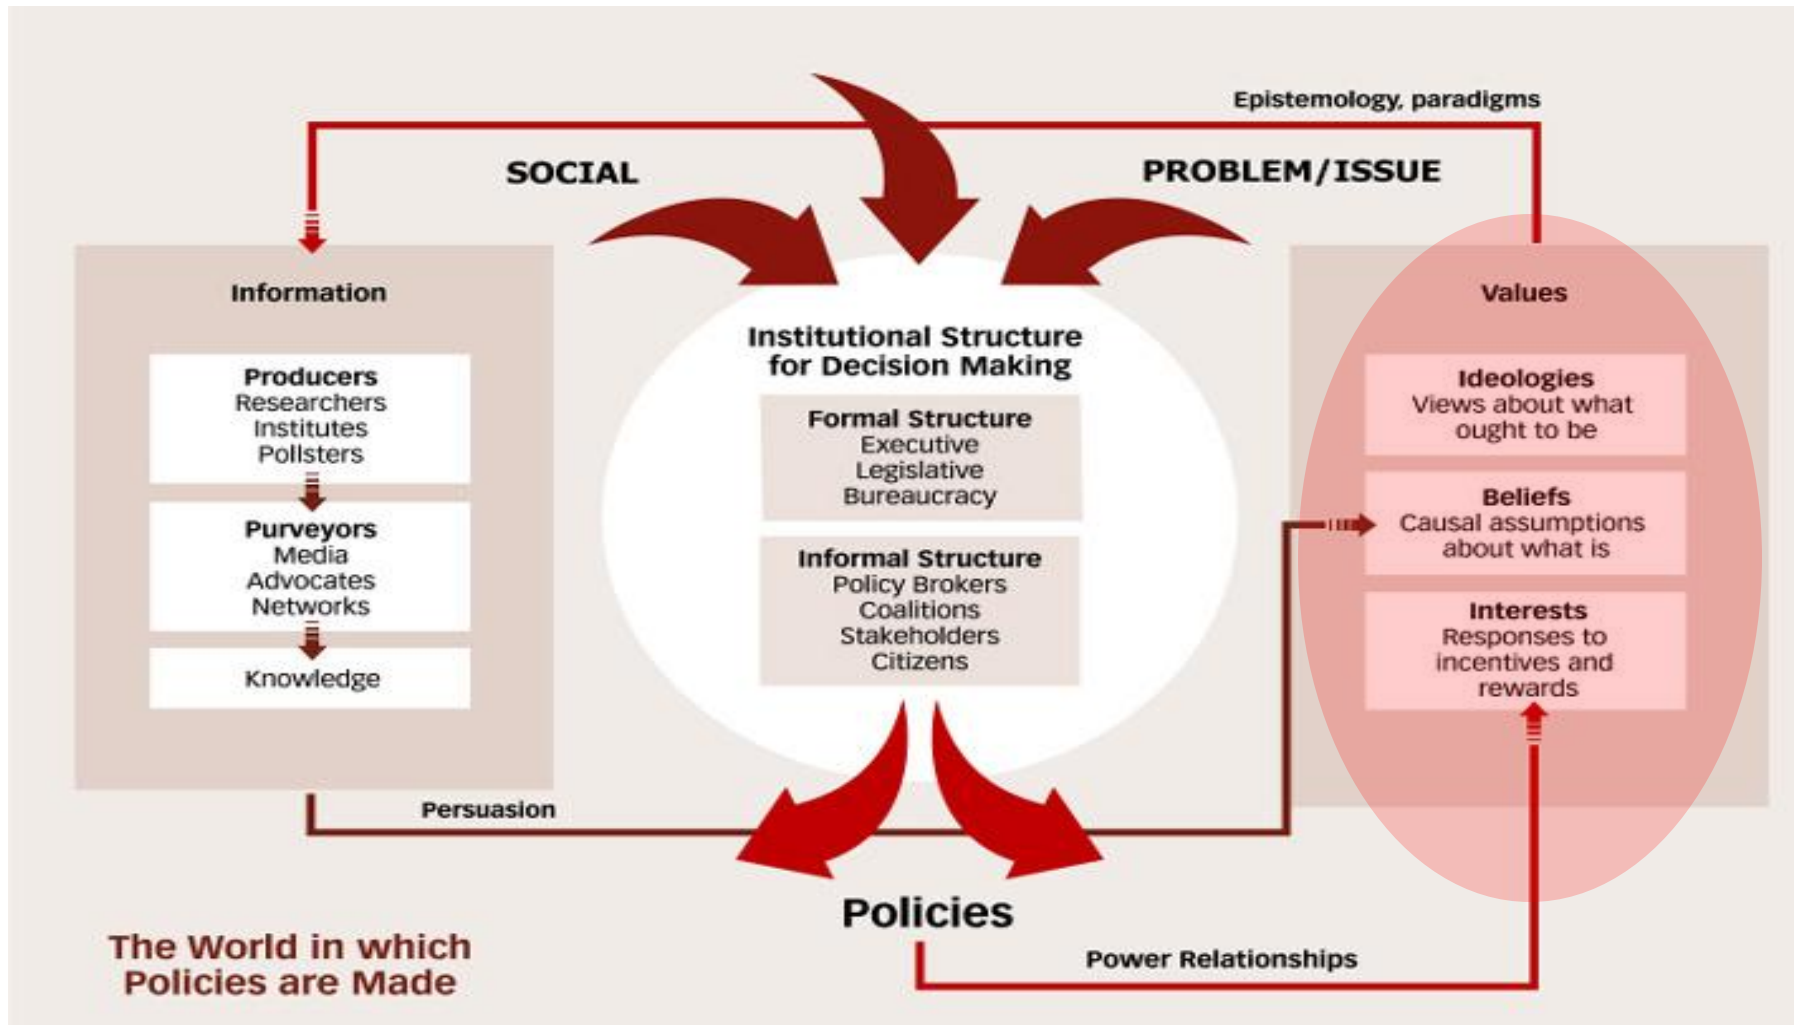 Epistemology, paradigms
SOCIAL
PROBLEM/ISSUE
Information
Producers
Researchers
Institutes
Pollsters
Purveyors
Media
Advocates
Networks
Knowledge
Institutional Structure
for Decision Making
Formal Structure
Executive
Legislative
Bureaucracy
Informal Structure
Policy Brokers
Coalitions
Stakeholders
Citizens
Values
Ideologies
Views about what
ought to be
Beliefs
Causal assumptions
about what is
Interests
Responses to
incentives and
rewards
Persuasion
Policies
Power Relationships
The World in which
Policies are Made